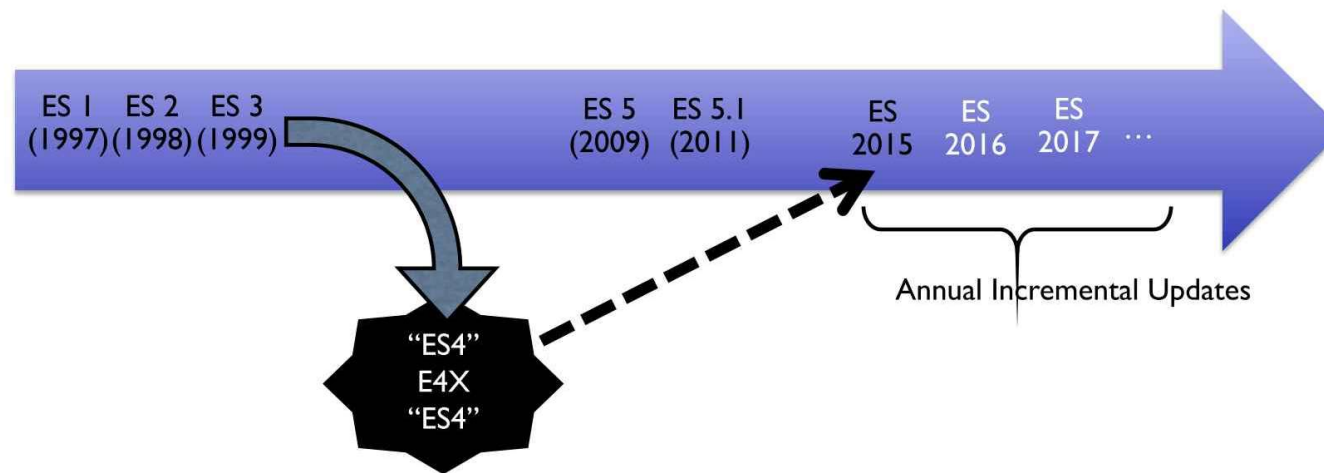 ES 1 ES 2 ES 3 ES 5 ES 5.1 ES ES ES ...
(1997) (1998) (1999) (2009) (2011) 2015 2016 2017
Annual Incremental Updates
“ES4”
E4X
“ES4”